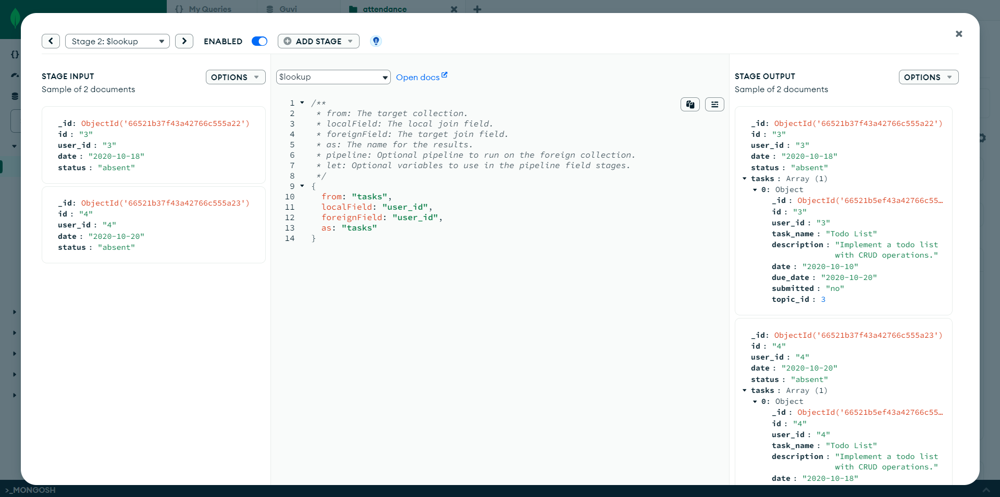 My Queries
Guvi
attendance
Stage 2: $lookup
ENABLED
ADD STAGE
STAGE INPUT
OPTIONS
Sample of 2 documents
_id: ObjectId('66521b37f43a42766c555a22')
id : "3"
user_id : "3"
date : "2020-10-18"
status : "absent"
_id: ObjectId('66521b37f43a42766c555a23')
id : "4"
user_id : "4"
date : "2020-10-20"
status : "absent"
$lookup
Open docs
1 /**
2 * from: The target collection.
3 * localField: The local join field.
4 * foreignField: The target join field.
5 * as: The name for the results.
6 * pipeline: Optional pipeline to run on the foreign collection.
7 * let: Optional variables to use in the pipeline field stages.
8 */
9 {
10 from: "tasks",
11 localField: "user_id",
12 foreignField: "user_id",
13 as: "tasks"
14 }
STAGE OUTPUT
OPTIONS
Sample of 2 documents
_id: ObjectId('66521b37f43a42766c555a22')
id : "3"
user_id : "3"
date : "2020-10-18"
status : "absent"
tasks : Array (1)
0: Object
_id : ObjectId('66521b5ef43a42766c55…
id : "3"
user_id : "3"
task_name : "Todo List"
description : "Implement a todo list
with CRUD operations."
date : "2020-10-10"
due_date : "2020-10-20"
submitted : "no"
topic_id : 3
_id: ObjectId('66521b37f43a42766c555a23')
id : "4"
user_id : "4"
date : "2020-10-20"
status : "absent"
tasks : Array (1)
0: Object
_id : ObjectId('66521b5ef43a42766c55…
id : "4"
user_id : "4"
task_name : "Todo List"
description : "Implement a todo list
with CRUD operations."
date : "2020-10-18"
>_MONGOSH